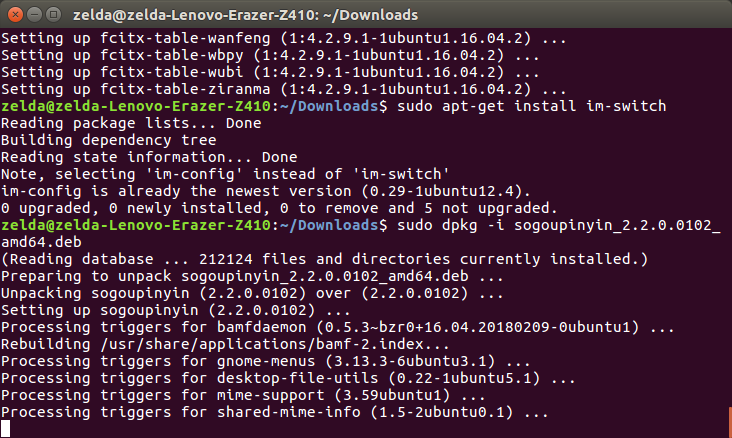 zelda@zelda-Lenovo-Erazer-Z410: ~/Downloads
Setting up fcitx-table-wanfeng (1:4.2.9.1-1ubuntu1.16.04.2) ...
Setting up fcitx-table-wbpy (1:4.2.9.1-1ubuntu1.16.04.2) ...
Setting up fcitx-table-wubi (1:4.2.9.1-1ubuntu1.16.04.2) ...
Setting up fcitx-table-ziranma (1:4.2.9.1-1ubuntu1.16.04.2) ...
zelda@zelda-Lenovo-Erazer-Z410:~/Downloads$ sudo apt-get install im-switch
Reading package lists... Done
Building dependency tree
Reading state information... Done
Note, selecting 'im-config' instead of 'im-switch'
im-config is already the newest version (0.29-1ubuntu12.4).
0 upgraded, 0 newly installed, 0 to remove and 5 not upgraded.
zelda@zelda-Lenovo-Erazer-Z410:~/Downloads$ sudo dpkg -i sogoupinyin_2.2.0.0102_
amd64.deb
(Reading database ... 212124 files and directories currently installed.)
Preparing to unpack sogoupinyin_2.2.0.0102_amd64.deb ...
Unpacking sogoupinyin (2.2.0.0102) over (2.2.0.0102) ...
Setting up sogoupinyin (2.2.0.0102) ...
Processing triggers for bamfdaemon (0.5.3~bzr0+16.04.20180209-0ubuntu1) ...
Rebuilding /usr/share/applications/bamf-2.index...
Processing triggers for gnome-menus (3.13.3-6ubuntu3.1) ...
Processing triggers for desktop-file-utils (0.22-1ubuntu5.1) ...
Processing triggers for mime-support (3.59ubuntu1) ...
Processing triggers for shared-mime-info (1.5-2ubuntu0.1) ...